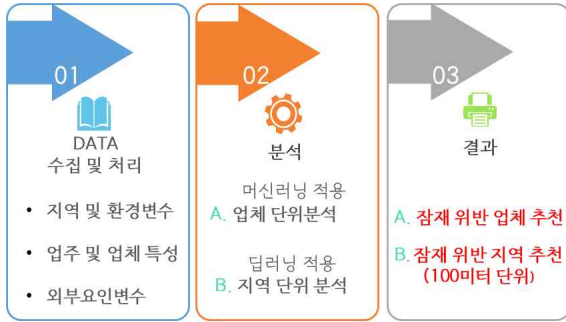 01
DATA
수집 및 처리
• 지역 및 환경변수
• 업주 및 업체 특성
• 외부요인변수
02
분석
머신러닝 적용
A. 업체 단위분석
딥러닝 적용
B. 지역 단위 분석
03
결과
A. 잠재 위반 업체 추천
B. 잠재 위반 지역 추천
(100미터 단위)